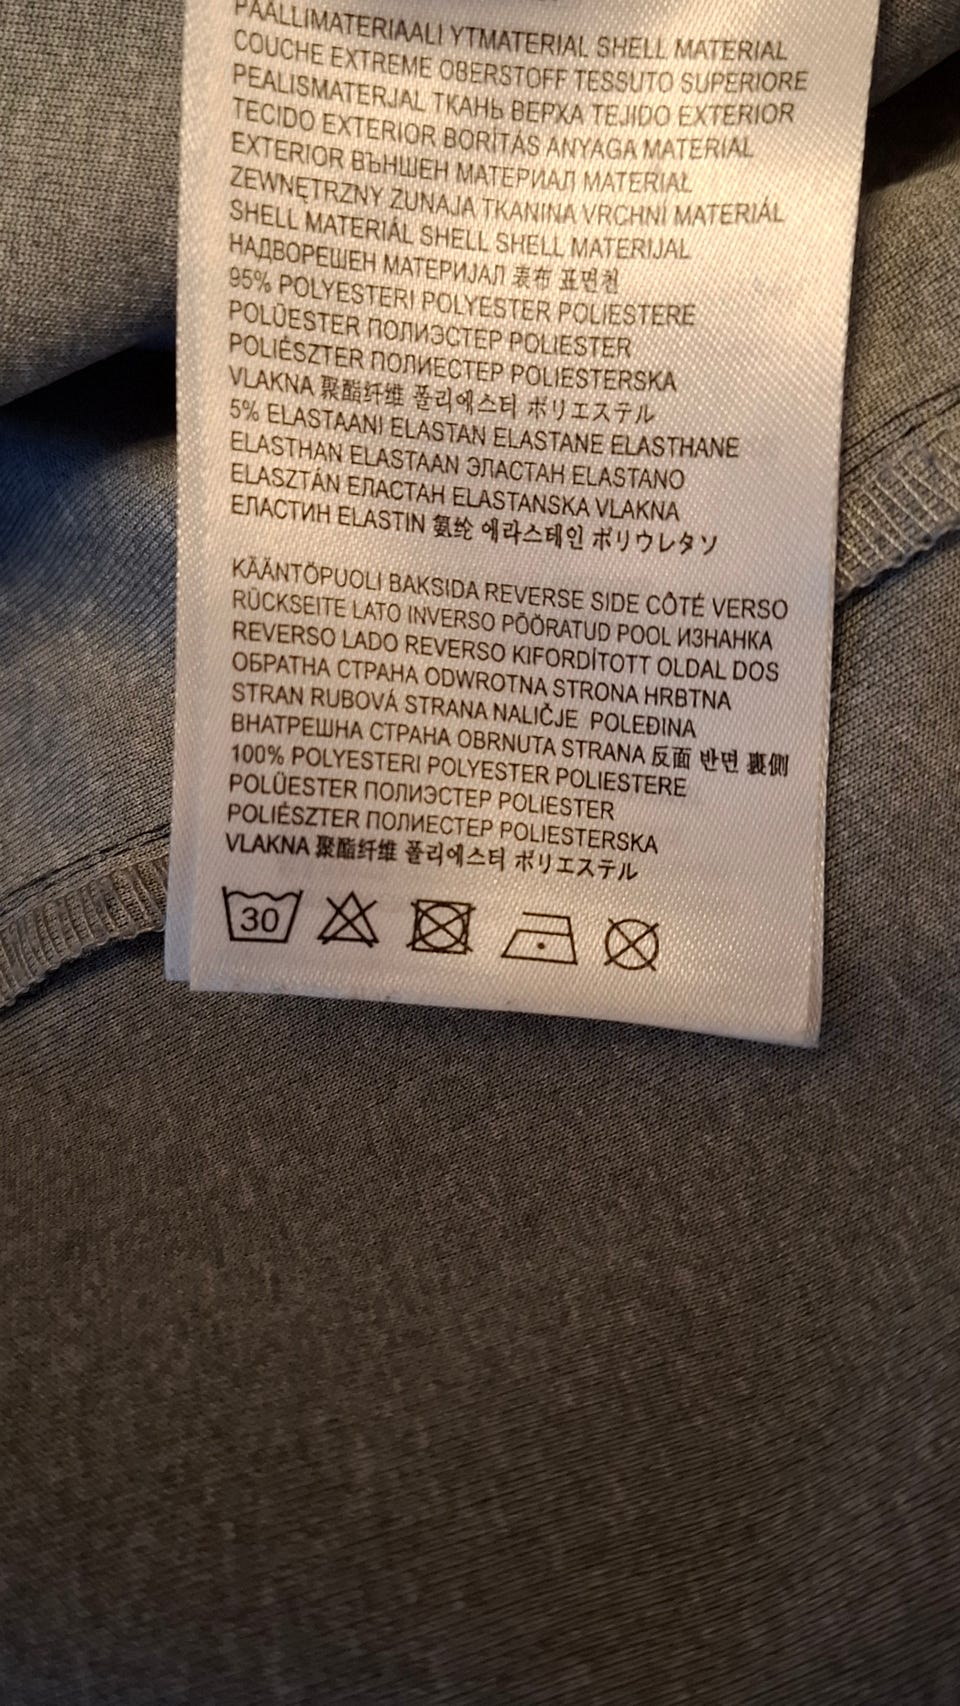 PÄÄLLIMATERIAALI YTMATERIAL SHELL MATERIAL
COUCHE EXTREME OBERSTOFF TESSUTO SUPERIORE
PEALISMATERJAL ТКАНЬ ВЕРХА TEJIDO EXTERIOR
TECIDO EXTERIOR BORÍTÁS ANYAGA MATERIAL
EXTERIOR ВЪНШЕН МАТЕРИАЛ MATERIAŁ
ZEWNĘTRZNY ZUNAJA TKANINA VRCHNÍ MATERIÁL
SHELL MATERIÁL SHELL SHELL MATERIJAL
НАДВОРЕШЕН МАТЕРИЈАЛ 表布 표면천
95% POLYESTERI POLYESTER POLIESTERE
POLÜESTER ПОЛИЭСТЕР POLIESTER
POLIÉSZTER ПОЛИЕСТЕР POLIESTERSKA
VLAKNA 聚酯纤维 폴리에스터 ポリエステル
5% ELASTAANI ELASTAN ELASTANE ELASTHANE
ELASTHAN ELASTAAN ЭЛАСТАН ELASTANO
ELASZTÁN ЕЛАСТАН ELASTANSKA VLAKNA
ЕЛАСТИН ELASTIN 氨纶 에라스테인 ポリウレタソ
KÄÄNTÖPUOLI BAKSIDA REVERSE SIDE CÔTÉ VERSO
RÜCKSEITE LATO INVERSO PÖÖRATUD POOL ИЗНАНКА
REVERSO LADO REVERSO KIFORDÍTOTT OLDAL DOS
ОБРАТНА СТРАНА ODWROTNA STRONA HRBTNA
STRAN RUBOVÁ STRANA NALIČJE POLEĐINA
ВНАТРЕШНА СТРАНА OBRNUTA STRANA 反面 반면 裏側
100% POLYESTERI POLYESTER POLIESTERE
POLÜESTER ПОЛИЭСТЕР POLIESTER
POLIÉSZTER ПОЛИЕСТЕР POLIESTERSKA
VLAKNA 聚酯纤维 폴리에스터 ポリエステル
30